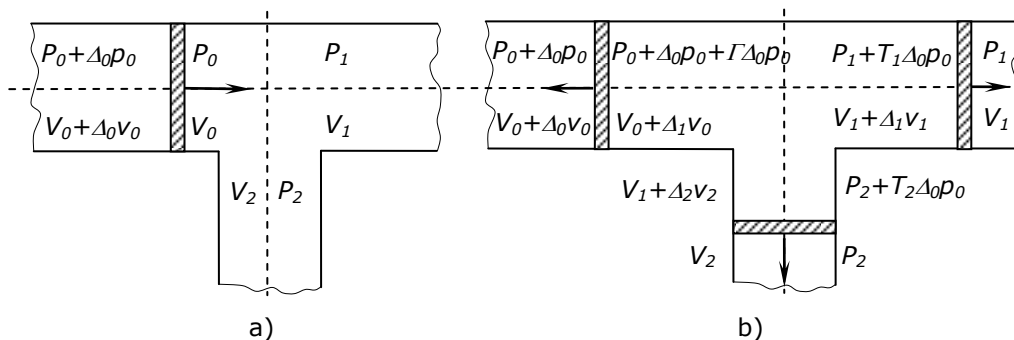 P₀+Δ₀p₀ P₀ P₁
V₀+Δ₀v₀ V₀ V₁
V₂ P₂
a)
P₀+Δ₀p₀ P₀+Δ₀p₀+ΓΔ₀p₀ P₁+T₁Δ₀p₀ P₁
V₀+Δ₀v₀ V₀+Δ₁v₀ V₁+Δ₁v₁ V₁
V₁+Δ₂v₂ P₂+T₂Δ₀p₀
V₂ P₂
b)